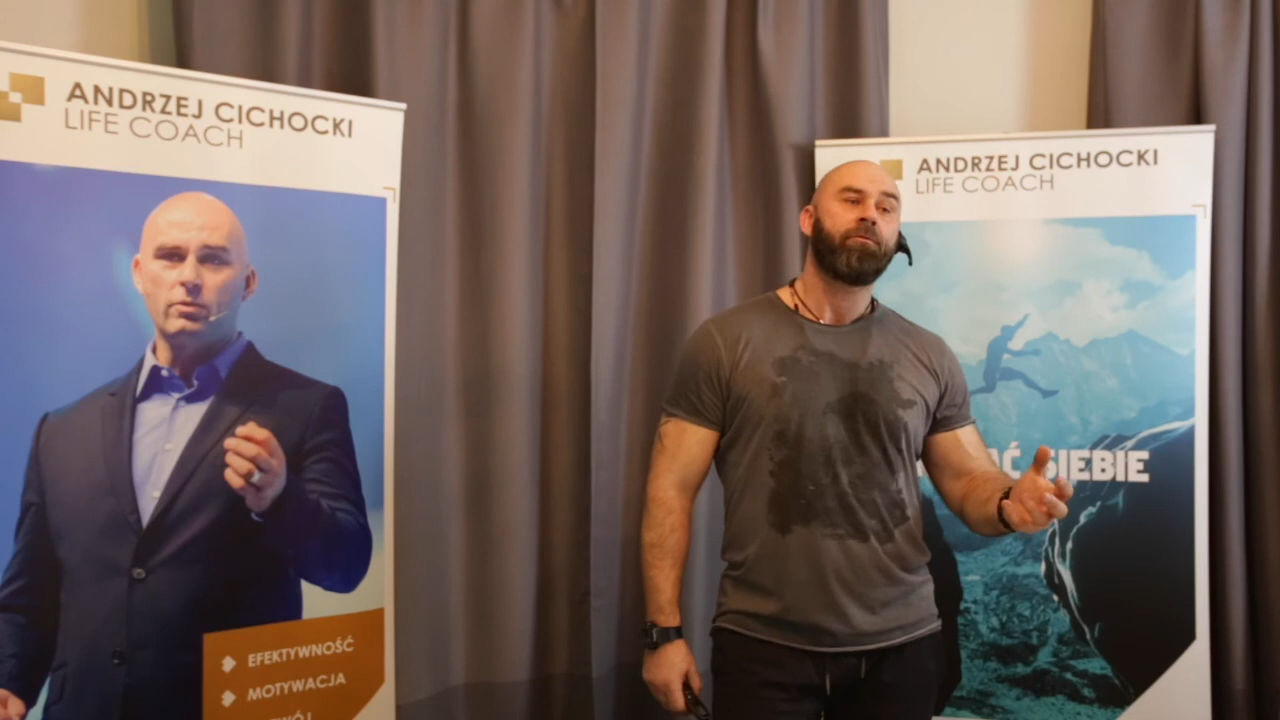 ANDRZEJ CICHOCKI
LIFE COACH
EFEKTYWNOŚĆ
MOTYWACJA
ANDRZEJ CICHOCKI
LIFE COACH
SIEBIE